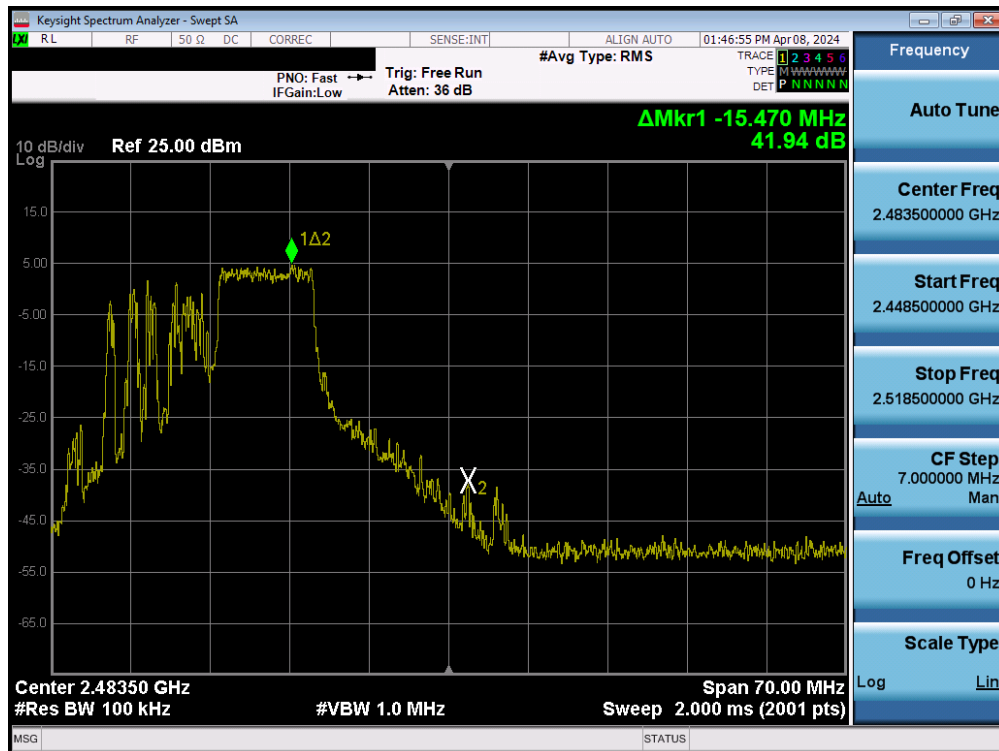 Keysight Spectrum Analyzer - Swept SA
LXI RL RF 50 Ω DC CORREC SENSE:INT ALIGN AUTO 01:46:55 PM Apr 08, 2024
Frequency
#Avg Type: RMS
TRACE 1 2 3 4 5 6
PNO: Fast Trig: Free Run
TYPE M WWWWW
IFGain:Low Atten: 36 dB
DET P N N N N N
Auto Tune
ΔMkr1 -15.470 MHz
41.94 dB
10 dB/div Ref 25.00 dBm
Log
Center Freq
2.483500000 GHz
15.0
1Δ2
5.00
Start Freq
2.448500000 GHz
-5.00
-15.0
Stop Freq
2.518500000 GHz
-25.0
-35.0
CF Step
7.000000 MHz
Auto Man
2
-45.0
Freq Offset
0 Hz
-55.0
-65.0
Scale Type
Log Lin
Center 2.48350 GHz Span 70.00 MHz
#Res BW 100 kHz #VBW 1.0 MHz Sweep 2.000 ms (2001 pts)
MSG STATUS